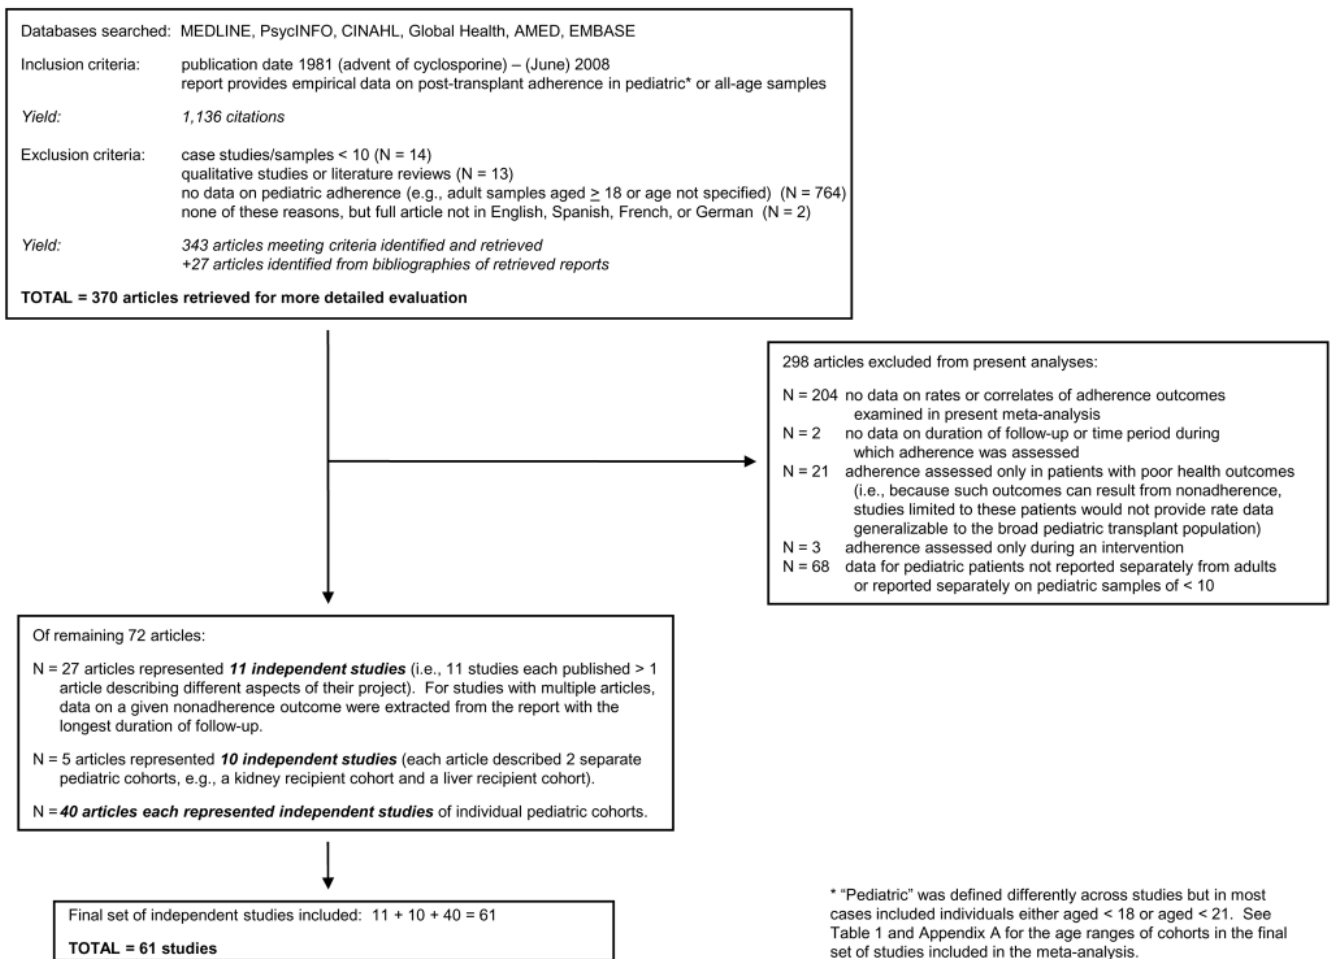 Databases searched: MEDLINE, PsycINFO, CINAHL, Global Health, AMED, EMBASE
Inclusion criteria: publication date 1981 (advent of cyclosporine) – (June) 2008
report provides empirical data on post-transplant adherence in pediatric* or all-age samples
Yield: 1,136 citations
Exclusion criteria: case studies/samples < 10 (N = 14)
qualitative studies or literature reviews (N = 13)
no data on pediatric adherence (e.g., adult samples aged ≥ 18 or age not specified) (N = 764)
none of these reasons, but full article not in English, Spanish, French, or German (N = 2)
Yield: 343 articles meeting criteria identified and retrieved
+27 articles identified from bibliographies of retrieved reports
TOTAL = 370 articles retrieved for more detailed evaluation
298 articles excluded from present analyses:
N = 204 no data on rates or correlates of adherence outcomes
examined in present meta-analysis
N = 2 no data on duration of follow-up or time period during
which adherence was assessed
N = 21 adherence assessed only in patients with poor health outcomes
(i.e., because such outcomes can result from nonadherence,
studies limited to these patients would not provide rate data
generalizable to the broad pediatric transplant population)
N = 3 adherence assessed only during an intervention
N = 68 data for pediatric patients not reported separately from adults
or reported separately on pediatric samples of < 10
Of remaining 72 articles:
N = 27 articles represented 11 independent studies (i.e., 11 studies each published > 1
article describing different aspects of their project). For studies with multiple articles,
data on a given nonadherence outcome were extracted from the report with the
longest duration of follow-up.
N = 5 articles represented 10 independent studies (each article described 2 separate
pediatric cohorts, e.g., a kidney recipient cohort and a liver recipient cohort).
N = 40 articles each represented independent studies of individual pediatric cohorts.
Final set of independent studies included: 11 + 10 + 40 = 61
TOTAL = 61 studies
* "Pediatric" was defined differently across studies but in most
cases included individuals either aged < 18 or aged < 21. See
Table 1 and Appendix A for the age ranges of cohorts in the final
set of studies included in the meta-analysis.